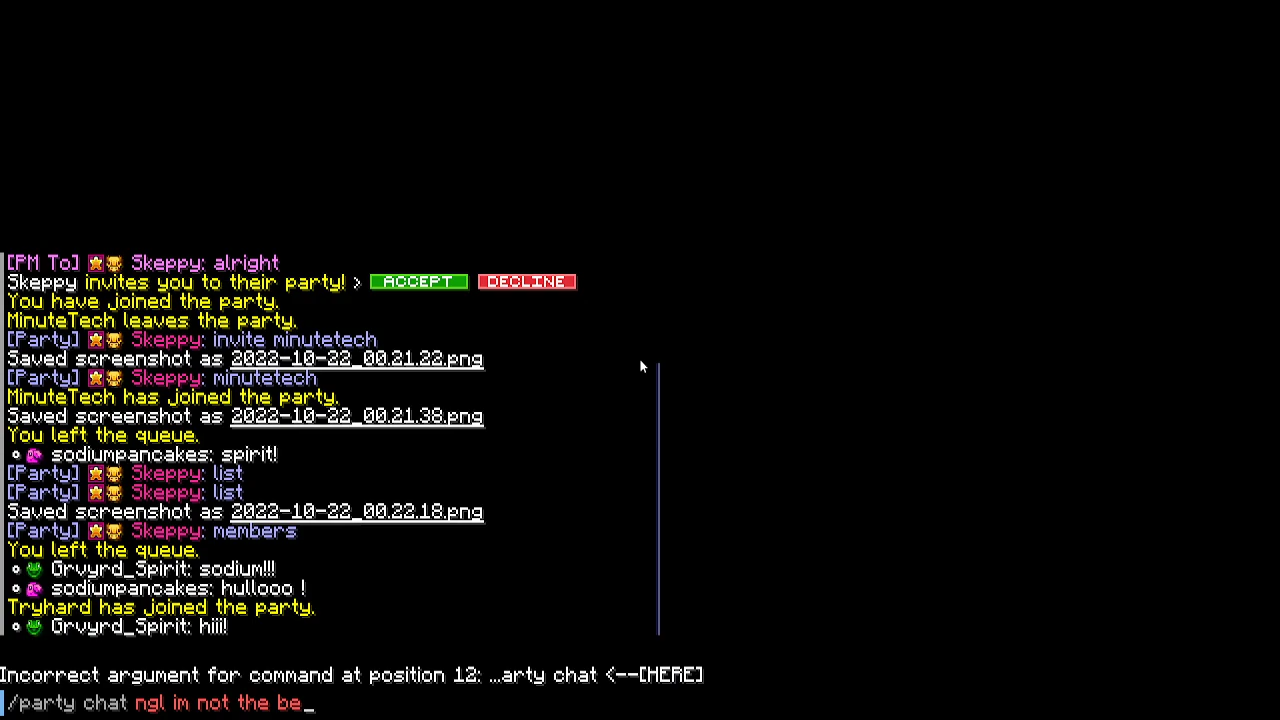 [PM To] Skeppy: alright
Skeppy invites you to their party! > ACCEPT DECLINE
You have joined the party.
MinuteTech leaves the party.
[Party] Skeppy: invite minutetech
Saved screenshot as 2022-10-22_00.21.22.png
[Party] Skeppy: minutetech
MinuteTech has joined the party.
Saved screenshot as 2022-10-22_00.21.38.png
You left the queue.
sodiumpancakes: spirit!
[Party] Skeppy: list
[Party] Skeppy: list
Saved screenshot as 2022-10-22_00.22.18.png
[Party] Skeppy: members
You left the queue.
Grvyrd_Spirit: sodium!!!
sodiumpancakes: hullooo !
Tryhard has joined the party.
Grvyrd_Spirit: hiii!
Incorrect argument for command at position 12: ...arty chat <--[HERE]
/party chat ngl im not the be_